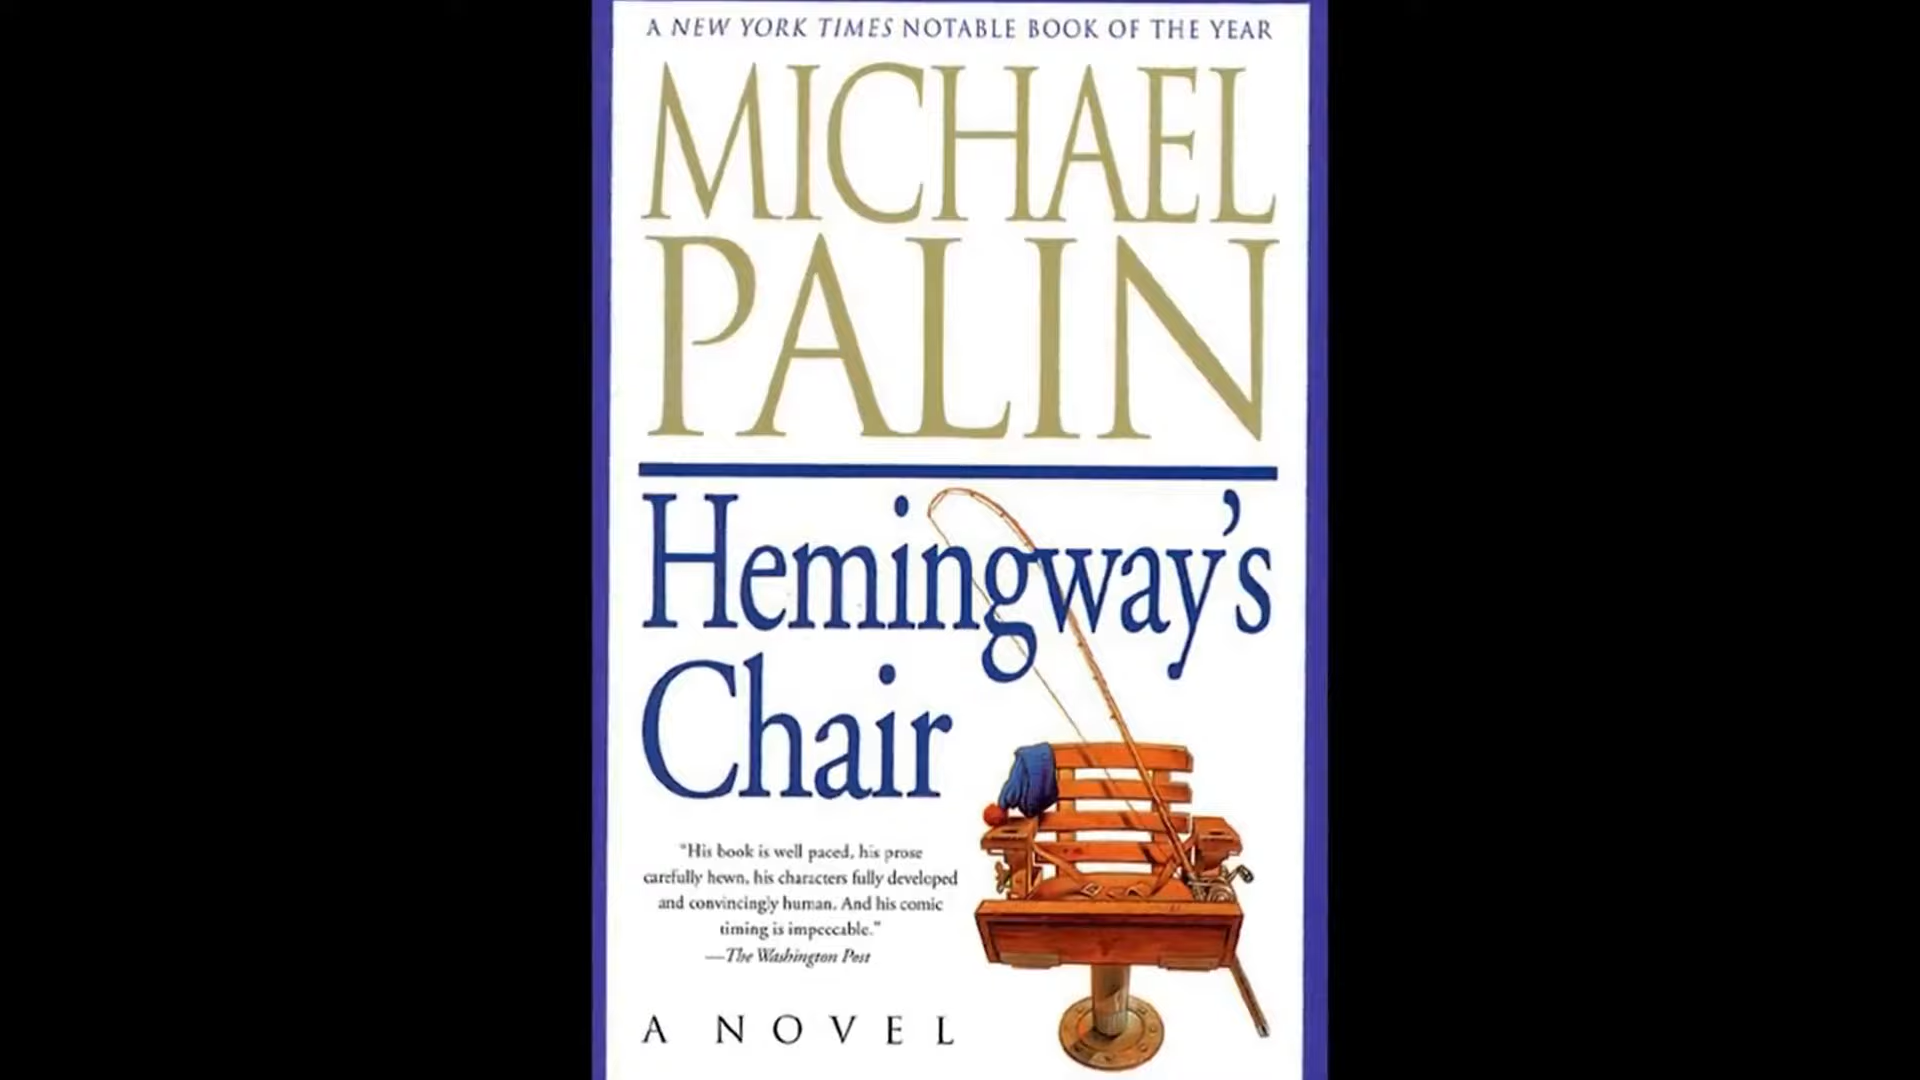 A NEW YORK TIMES NOTABLE BOOK OF THE YEAR
MICHAEL
PALIN
Hemingway's
Chair
"His book is well paced, his prose
carefully hewn, his characters fully developed
and convincingly human. And his comic
timing is impeccable."
—The Washington Post
A NOVEL